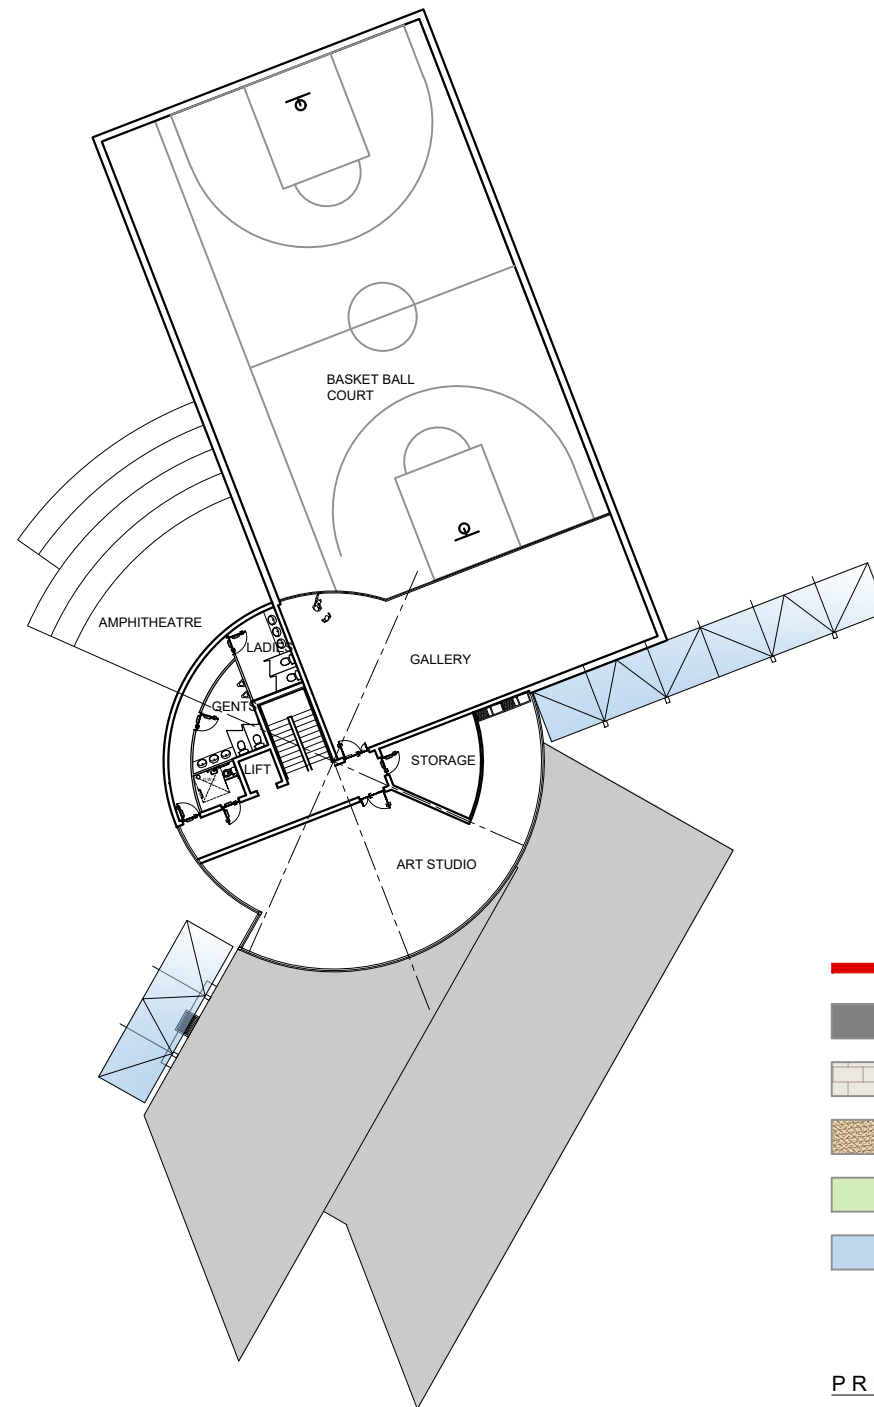 BASKET BALL
COURT
AMPHITHEATRE
LADIES
GALLERY
GENTS
STORAGE
LIFT
ART STUDIO
P R